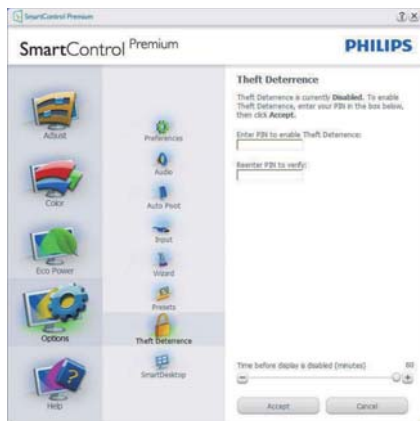 SmartControl Premium
SmartControl Premium
PHILIPS
Adjust
Color
Eco Power
Options
Help
Preferences
Audio
Auto Pivot
Input
Wizard
Presets
Theft Deterrence
SmartDesktop
Theft Deterrence
Theft Deterrence is currently Disabled. To enable
Theft Deterrence, enter your PIN in the box below,
then click Accept.
Enter PIN to enable Theft Deterrence:
Reenter PIN to verify:
Time before display is disabled (minutes)
Accept
Cancel